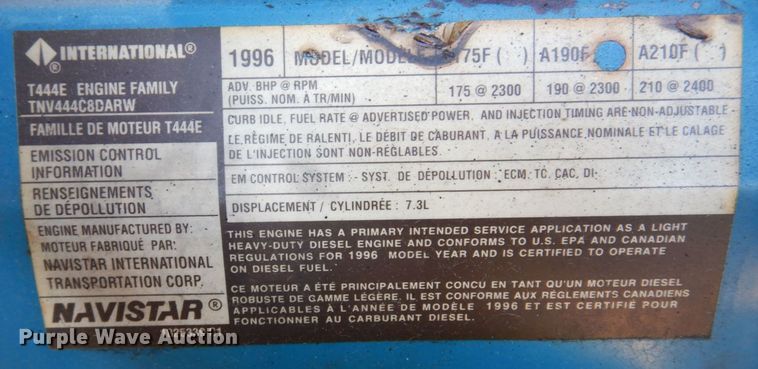 INTERNATIONAL®
T444E ENGINE FAMILY
TNV444C8DARW
FAMILLE DE MOTEUR T444E
EMISSION CONTROL
INFORMATION
RENSEIGNEMENTS
DE DÉPOLLUTION
ENGINE MANUFACTURED BY:
MOTEUR FABRIQUÉ PAR:
NAVISTAR INTERNATIONAL
TRANSPORTATION CORP.
NAVISTAR®
1996 MODEL/MODÈLE 175F ( ) A190F A210F ( )
ADV. BHP @ RPM
(PUISS. NOM. À TR/MIN)
175 @ 2300 190 @ 2300 210 @ 2400
CURB IDLE, FUEL RATE @ ADVERTISED POWER, AND INJECTION TIMING ARE NON-ADJUSTABLE
LE RÉGIME DE RALENTI, LE DÉBIT DE CABURANT À LA PUISSANCE NOMINALE ET LE CALAGE
DE L'INJECTION SONT NON-RÉGLABLES.
EM CONTROL SYSTEM - SYST. DE DÉPOLLUTION : ECM, TC, CAC, DI
DISPLACEMENT / CYLINDRÉE : 7.3L
THIS ENGINE HAS A PRIMARY INTENDED SERVICE APPLICATION AS A LIGHT
HEAVY-DUTY DIESEL ENGINE AND CONFORMS TO U.S. EPA AND CANADIAN
REGULATIONS FOR 1996 MODEL YEAR AND IS CERTIFIED TO OPERATE
ON DIESEL FUEL.
CE MOTEUR A ÉTÉ PRINCIPALEMENT CONÇU EN TANT QU'UN MOTEUR DIESEL
ROBUSTE DE GAMME LÉGÈRE. IL EST CONFORME AUX RÉGLEMENTS CANADIENS
APPLICABLES À L'ANNÉE DE MODÈLE 1996 ET EST CERTIFIÉ POUR
FONCTIONNER AU CARBURANT DIESEL.
Purple Wave Auction